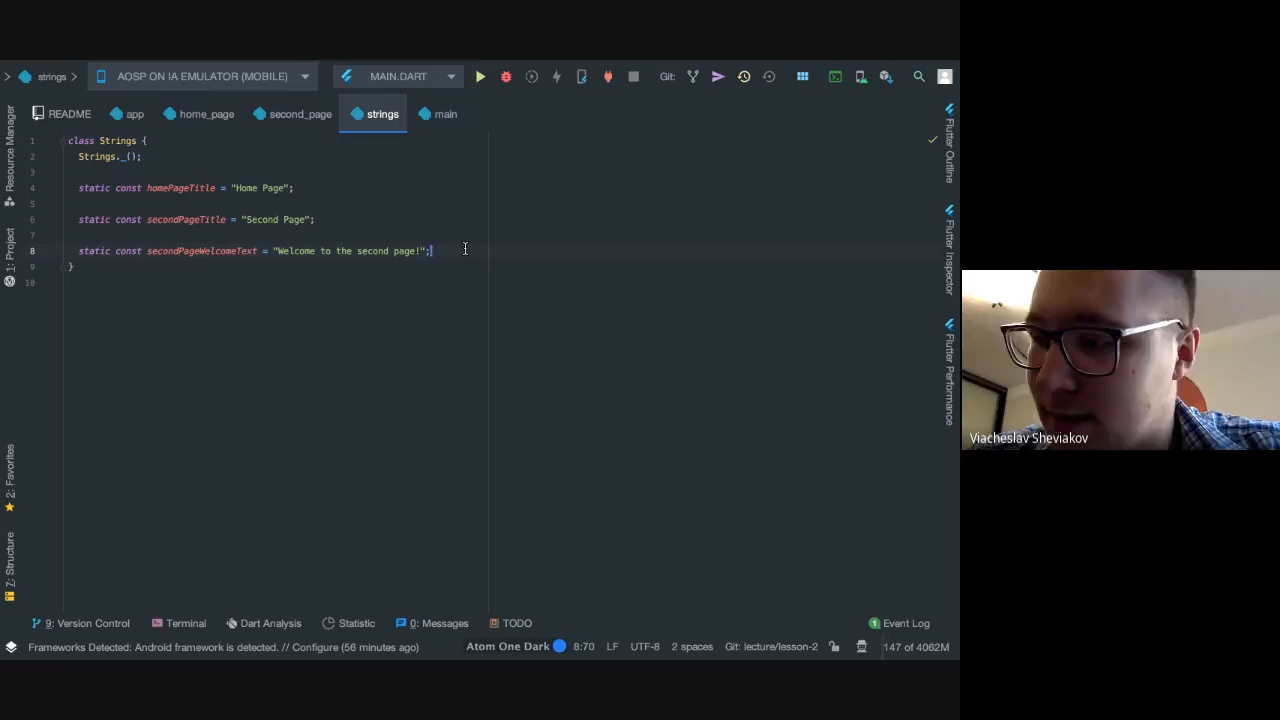 strings
AOSP ON IA EMULATOR (MOBILE)
MAIN.DART
Git:
README
app
home_page
second_page
strings
main
1 class Strings {
2 Strings._();
3
4 static const homePageTitle = "Home Page";
5
6 static const secondPageTitle = "Second Page";
7
8 static const secondPageWelcomeText = "Welcome to the second page!";
9 }
10
Resource Manager
1: Project
2: Favorites
7: Structure
Flutter Outline
Flutter Inspector
Flutter Performance
Viacheslav Sheviakov
9: Version Control
Terminal
Dart Analysis
Statistic
0: Messages
TODO
1 Event Log
Frameworks Detected: Android framework is detected. // Configure (56 minutes ago)
Atom One Dark
8:70
LF
UTF-8
2 spaces
Git: lecture/lesson-2
147 of 4062M